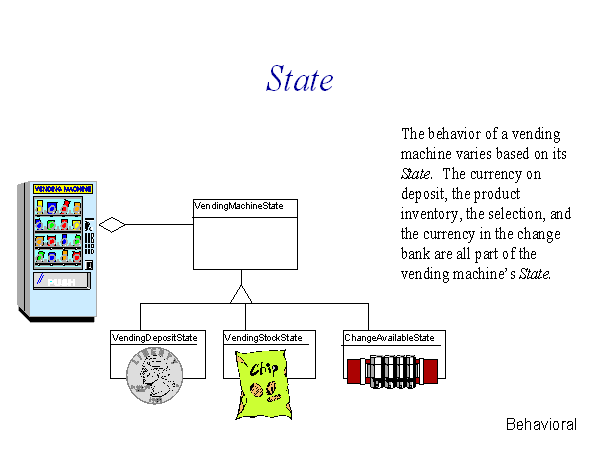 State
The behavior of a vending
machine varies based on its
State. The currency on
deposit, the product
inventory, the selection, and
the currency in the change
bank are all part of the
vending machine's State.
VENDING MACHINE
PUSH
VendingMachineState
VendingDepositState
VendingStockState
ChangeAvailableState
LIBERTY
Chip
Behavioral